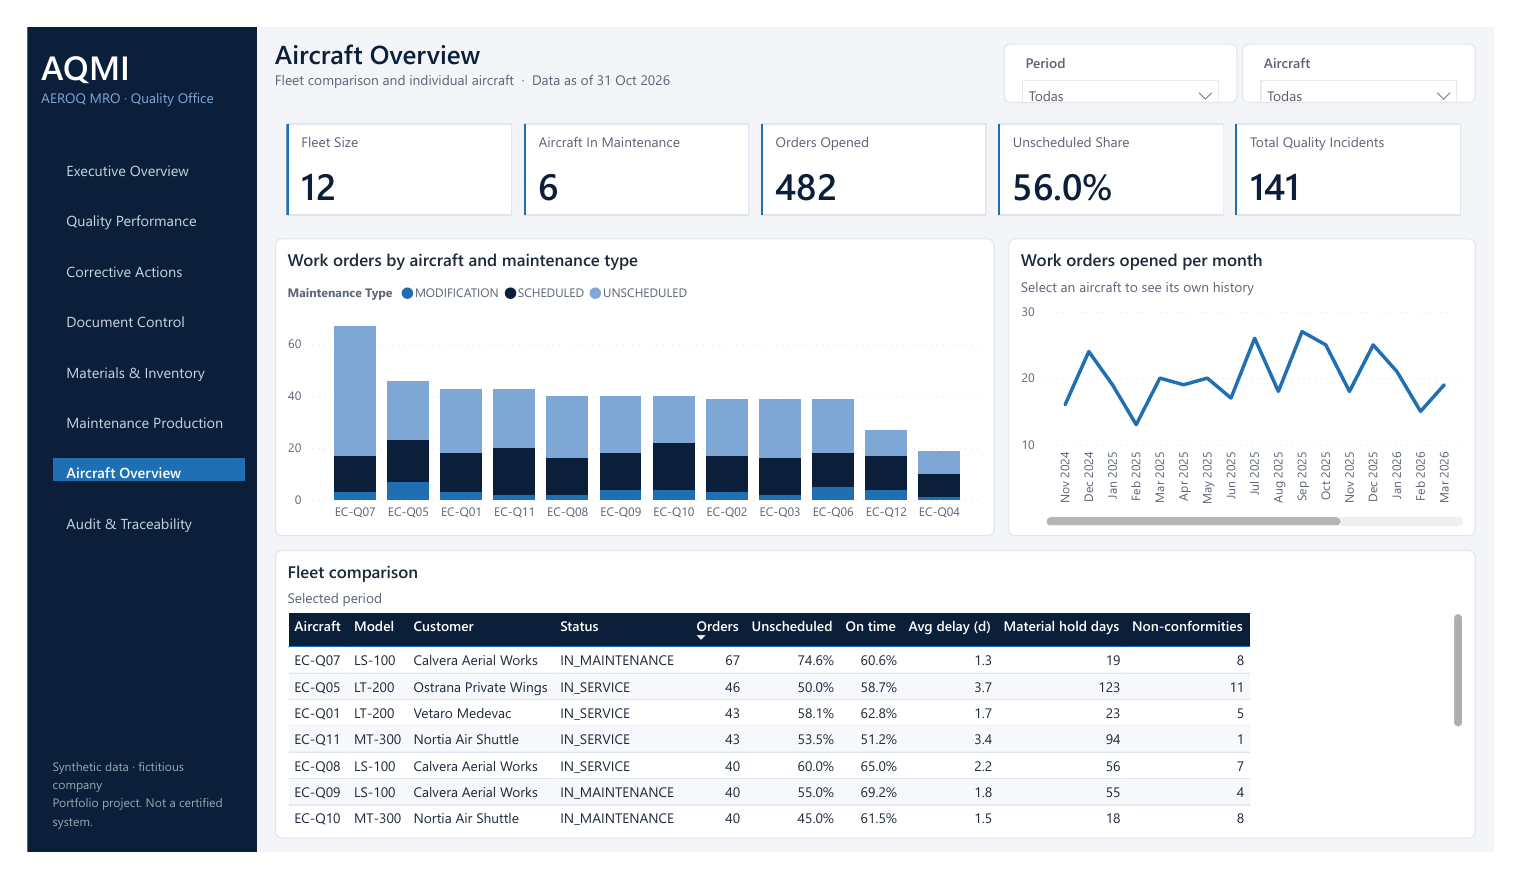 AQMI
AEROQ MRO · Quality Office
Executive Overview
Quality Performance
Corrective Actions
Document Control
Materials & Inventory
Maintenance Production
Aircraft Overview
Audit & Traceability
Synthetic data · fictitious
company
Portfolio project. Not a certified
system.
Aircraft Overview
Fleet comparison and individual aircraft · Data as of 31 Oct 2026
Period
Todas
Aircraft
Todas
Fleet Size
12
Aircraft In Maintenance
6
Orders Opened
482
Unscheduled Share
56.0%
Total Quality Incidents
141
Work orders by aircraft and maintenance type
Maintenance Type MODIFICATION SCHEDULED UNSCHEDULED
60
40
20
0
EC-Q07 EC-Q05 EC-Q01 EC-Q11 EC-Q08 EC-Q09 EC-Q10 EC-Q02 EC-Q03 EC-Q06 EC-Q12 EC-Q04
Work orders opened per month
Select an aircraft to see its own history
30
20
10
Nov 2024 Dec 2024 Jan 2025 Feb 2025 Mar 2025 Apr 2025 May 2025 Jun 2025 Jul 2025 Aug 2025 Sep 2025 Oct 2025 Nov 2025 Dec 2025 Jan 2026 Feb 2026 Mar 2026
Fleet comparison
Selected period
Aircraft Model Customer Status Orders Unscheduled On time Avg delay (d) Material hold days Non-conformities
EC-Q07 LS-100 Calvera Aerial Works IN_MAINTENANCE 67 74.6% 60.6% 1.3 19 8
EC-Q05 LT-200 Ostrana Private Wings IN_SERVICE 46 50.0% 58.7% 3.7 123 11
EC-Q01 LT-200 Vetaro Medevac IN_SERVICE 43 58.1% 62.8% 1.7 23 5
EC-Q11 MT-300 Nortia Air Shuttle IN_SERVICE 43 53.5% 51.2% 3.4 94 1
EC-Q08 LS-100 Calvera Aerial Works IN_SERVICE 40 60.0% 65.0% 2.2 56 7
EC-Q09 LS-100 Calvera Aerial Works IN_MAINTENANCE 40 55.0% 69.2% 1.8 55 4
EC-Q10 MT-300 Nortia Air Shuttle IN_MAINTENANCE 40 45.0% 61.5% 1.5 18 8